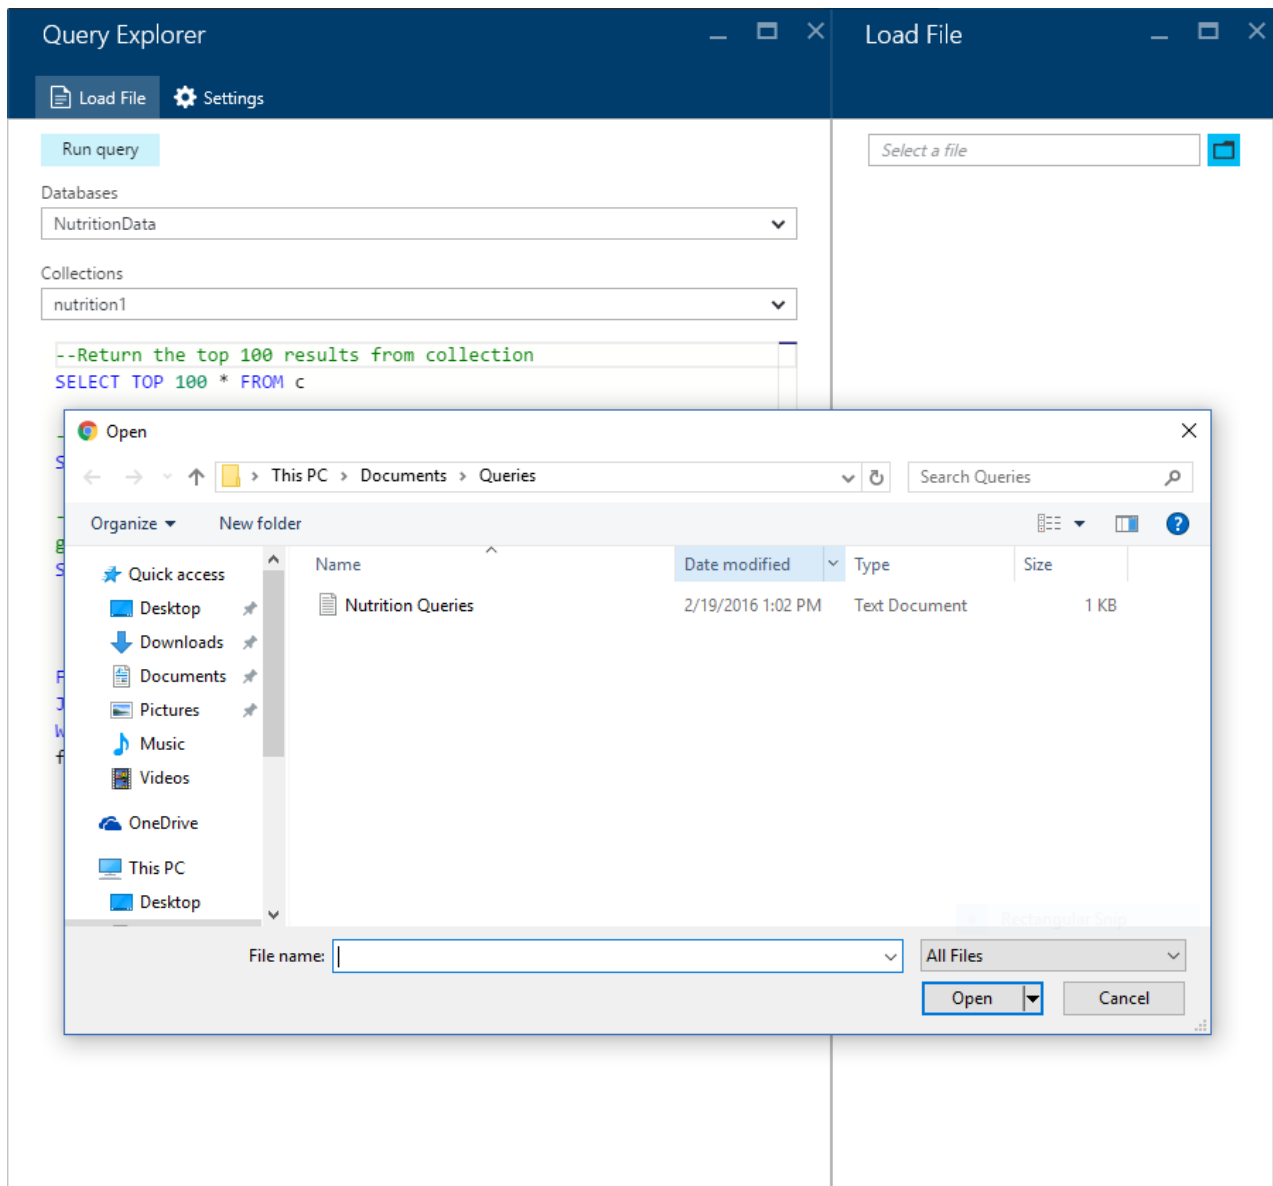 Query Explorer
Load File
Load File
Settings
Run query
Select a file
Databases
NutritionData
Collections
nutrition1
--Return the top 100 results from collection
SELECT TOP 100 * FROM c
Open
This PC > Documents > Queries
Search Queries
Organize
New folder
?
Name
Date modified
Type
Size
Nutrition Queries
2/19/2016 1:02 PM
Text Document
1 KB
Quick access
Desktop
Downloads
Documents
Pictures
Music
Videos
OneDrive
This PC
Desktop
Rectangular Snip
File name:
All Files
Open
Cancel